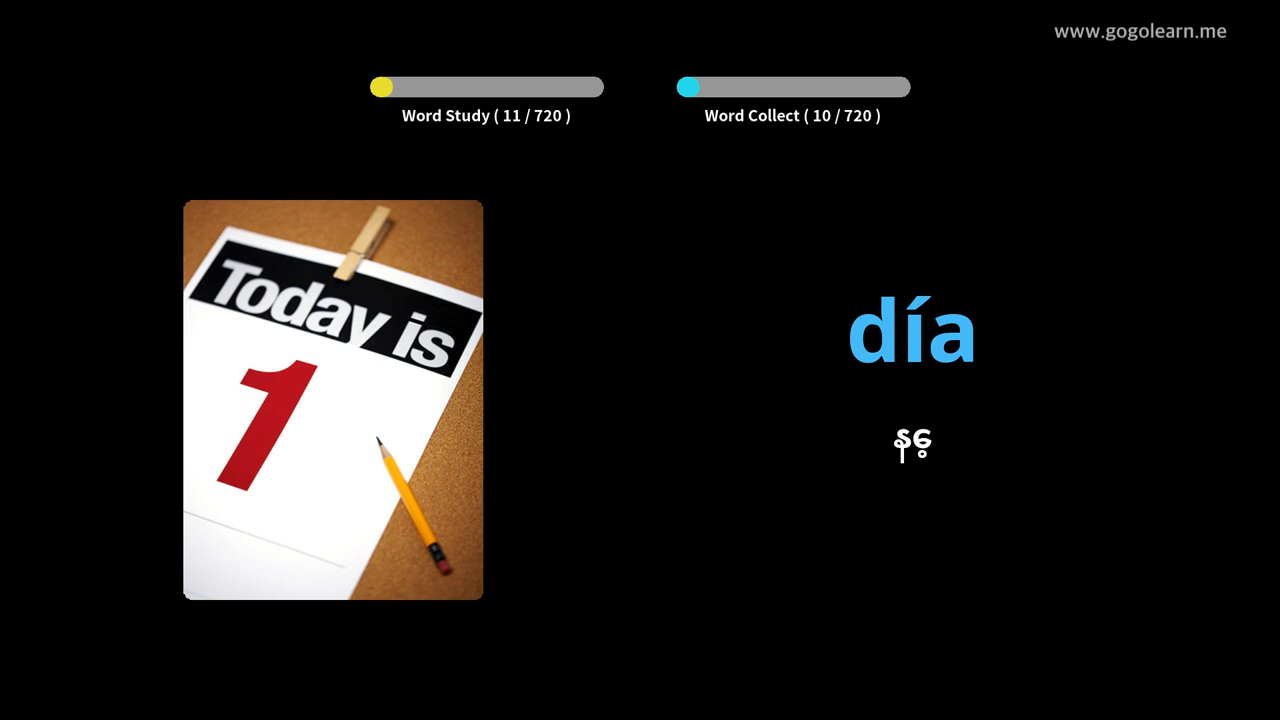 www.gogolearn.me
Word Study ( 11 / 720 )
Word Collect ( 10 / 720 )
Today is
1
día
နေ့